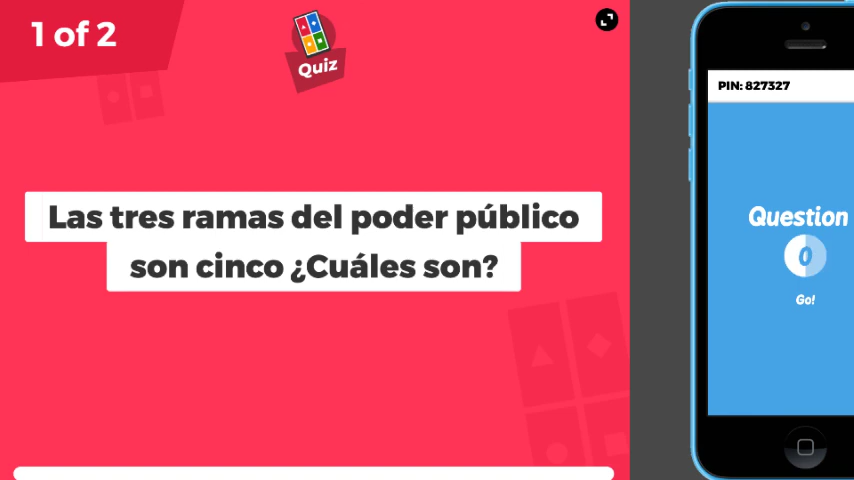 1 of 2
Quiz
Las tres ramas del poder público
son cinco ¿Cuáles son?
PIN: 827327
Question
0
Go!